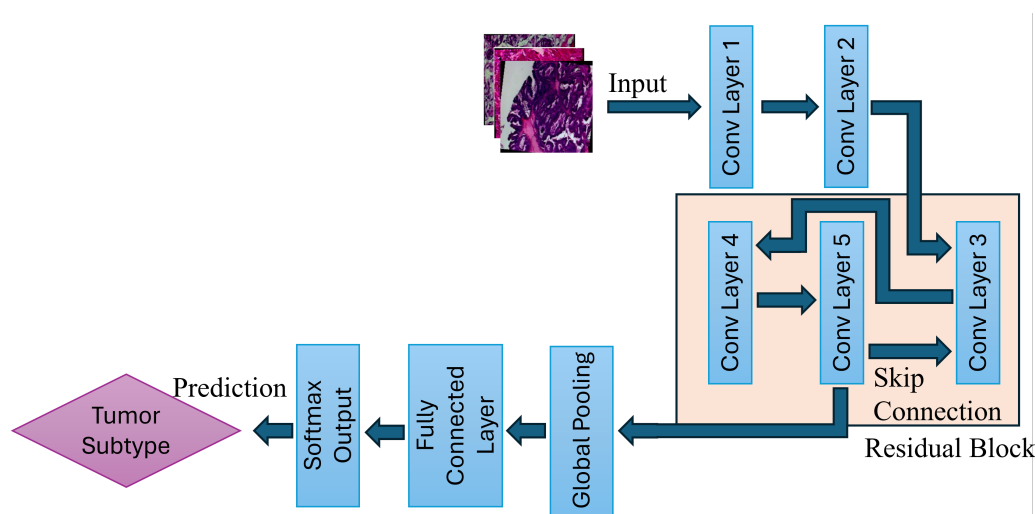 Input
Conv Layer 1
Conv Layer 2
Conv Layer 4
Conv Layer 5
Conv Layer 3
Skip
Connection
Residual Block
Global Pooling
Fully
Connected
Layer
Softmax
Output
Prediction
Tumor
Subtype